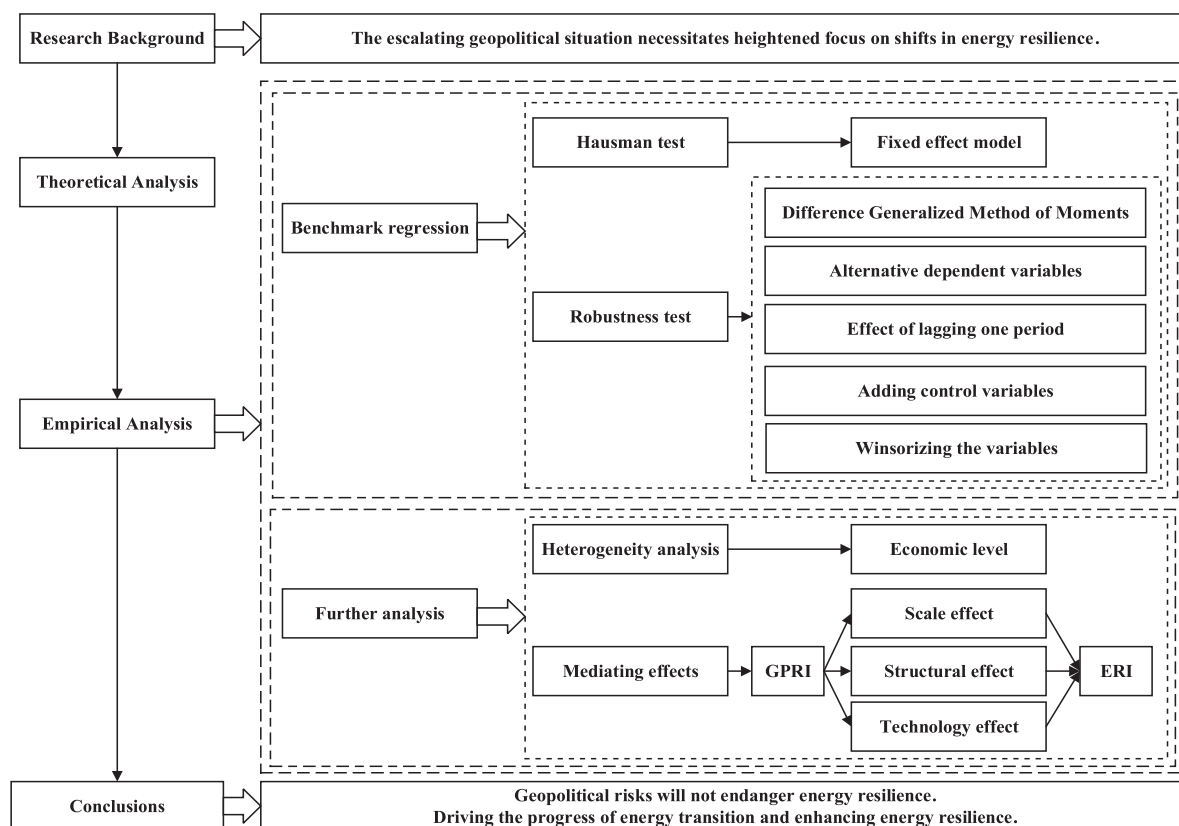 Research Background
The escalating geopolitical situation necessitates heightened focus on shifts in energy resilience.
Theoretical Analysis
Empirical Analysis
Benchmark regression
Hausman test
Fixed effect model
Robustness test
Difference Generalized Method of Moments
Alternative dependent variables
Effect of lagging one period
Adding control variables
Winsorizing the variables
Further analysis
Heterogeneity analysis
Economic level
Mediating effects
GPRI
Scale effect
Structural effect
Technology effect
ERI
Conclusions
Geopolitical risks will not endanger energy resilience.
Driving the progress of energy transition and enhancing energy resilience.